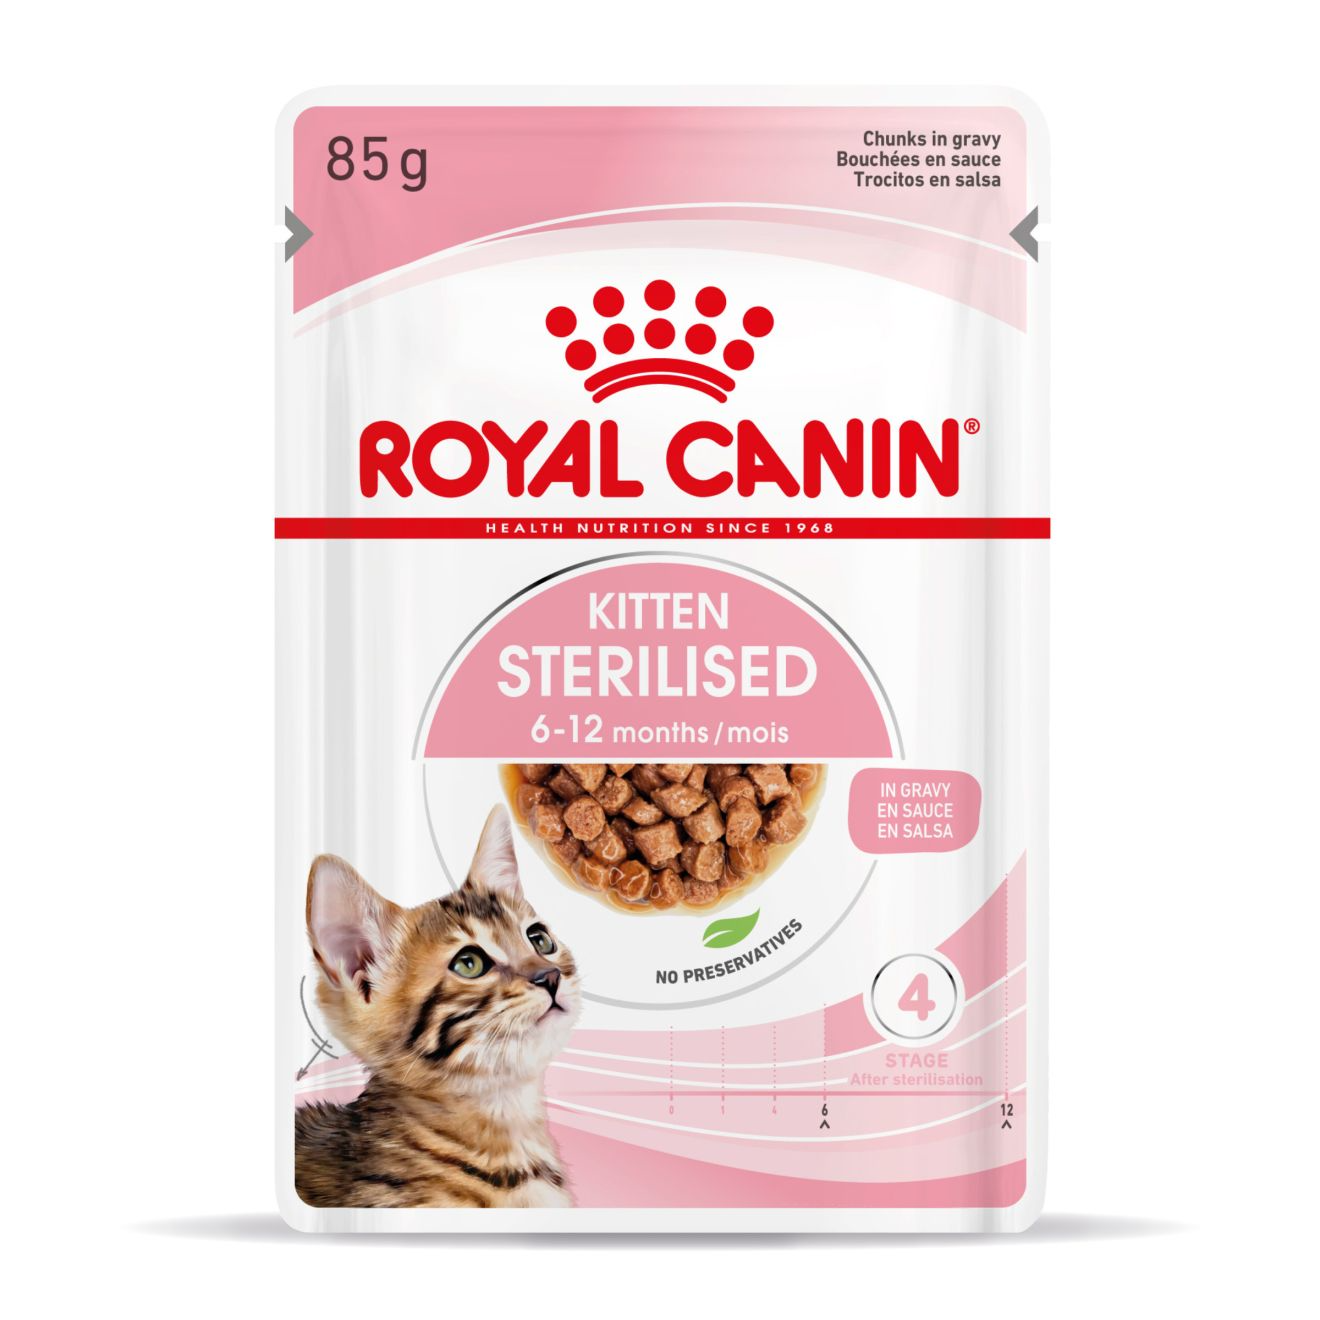 85g
Chunks in gravy
Bouchées en sauce
Trocitos en salsa
ROYAL CANIN®
HEALTH NUTRITION SINCE 1968
KITTEN
STERILISED
6-12 months/mois
IN GRAVY
EN SAUCE
EN SALSA
NO PRESERVATIVES
4
STAGE
After sterilisation
0 1 4 6 12